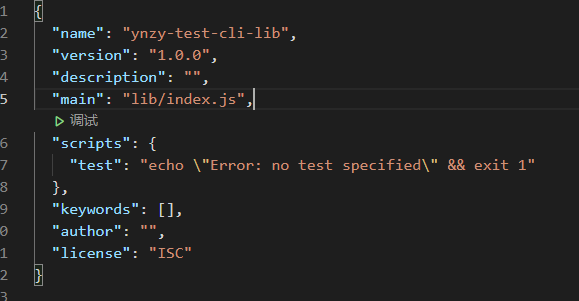 1 {
2 "name": "ynzy-test-cli-lib",
3 "version": "1.0.0",
4 "description": "",
5 "main": "lib/index.js",
调试
6 "scripts": {
7 "test": "echo \"Error: no test specified\" && exit 1"
8 },
9 "keywords": [],
0 "author": "",
1 "license": "ISC"
2 }
3